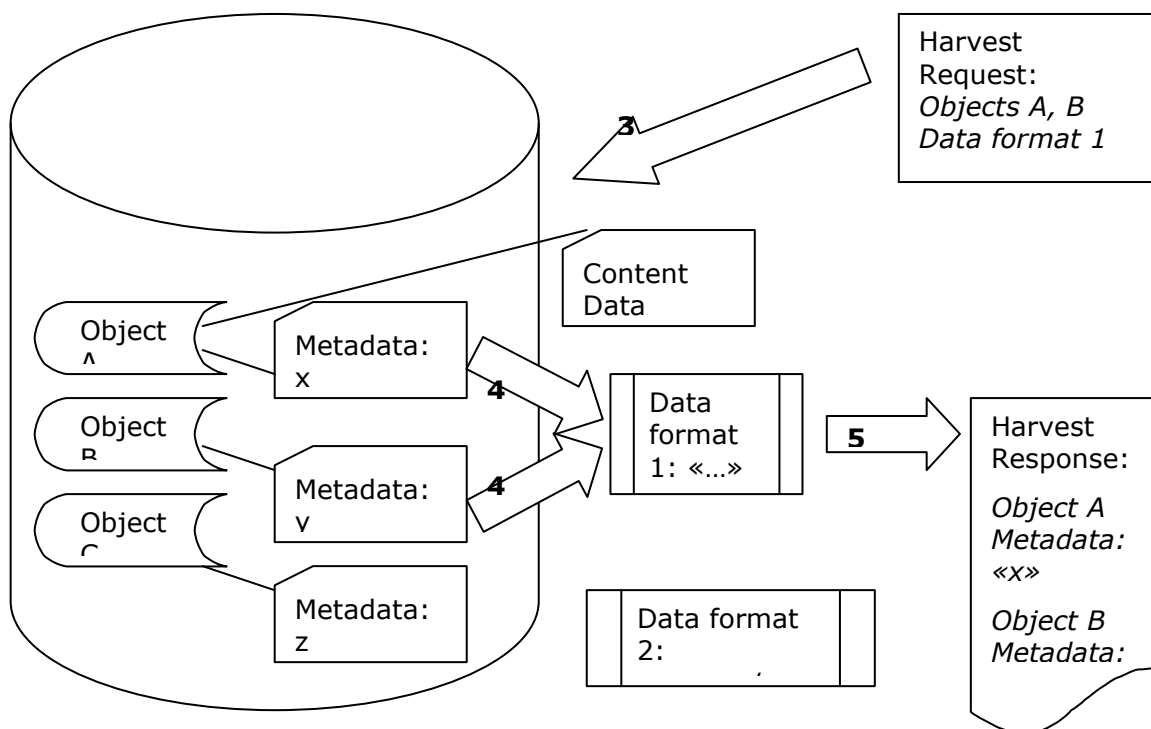 Harvest
Request:
Objects A, B
Data format 1
3
Content
Data
Object
Metadata:
x
4
Data
format
1: «...»
5
Object
Metadata:
4
Object
Metadata:
z
Data format
2:
Harvest
Response:
Object A
Metadata:
«x»
Object B
Metadata: